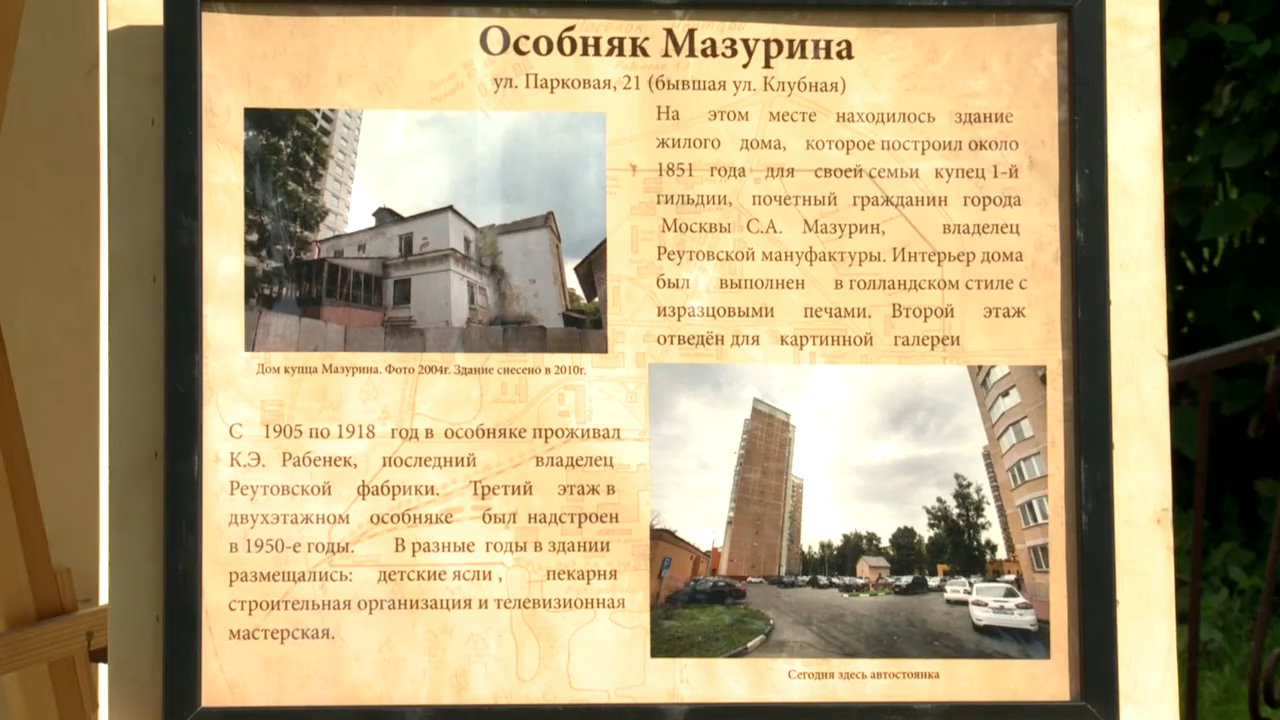 Особняк Мазурина
ул. Парковая, 21 (бывшая ул. Клубная)
На этом месте находилось здание
жилого дома, которое построил около
1851 года для своей семьи купец 1-й
гильдии, почетный гражданин города
Москвы С.А. Мазурин, владелец
Реутовской мануфактуры. Интерьер дома
был выполнен в голландском стиле с
изразцовыми печами. Второй этаж
отведён для картинной галереи
Дом купца Мазурина. Фото 2004г. Здание снесено в 2010г.
С 1905 по 1918 год в особняке проживал
К.Э. Рабенек, последний владелец
Реутовской фабрики. Третий этаж в
двухэтажном особняке был надстроен
в 1950-е годы. В разные годы в здании
размещались: детские ясли , пекарня
строительная организация и телевизионная
мастерская.
Сегодня здесь автостоянка